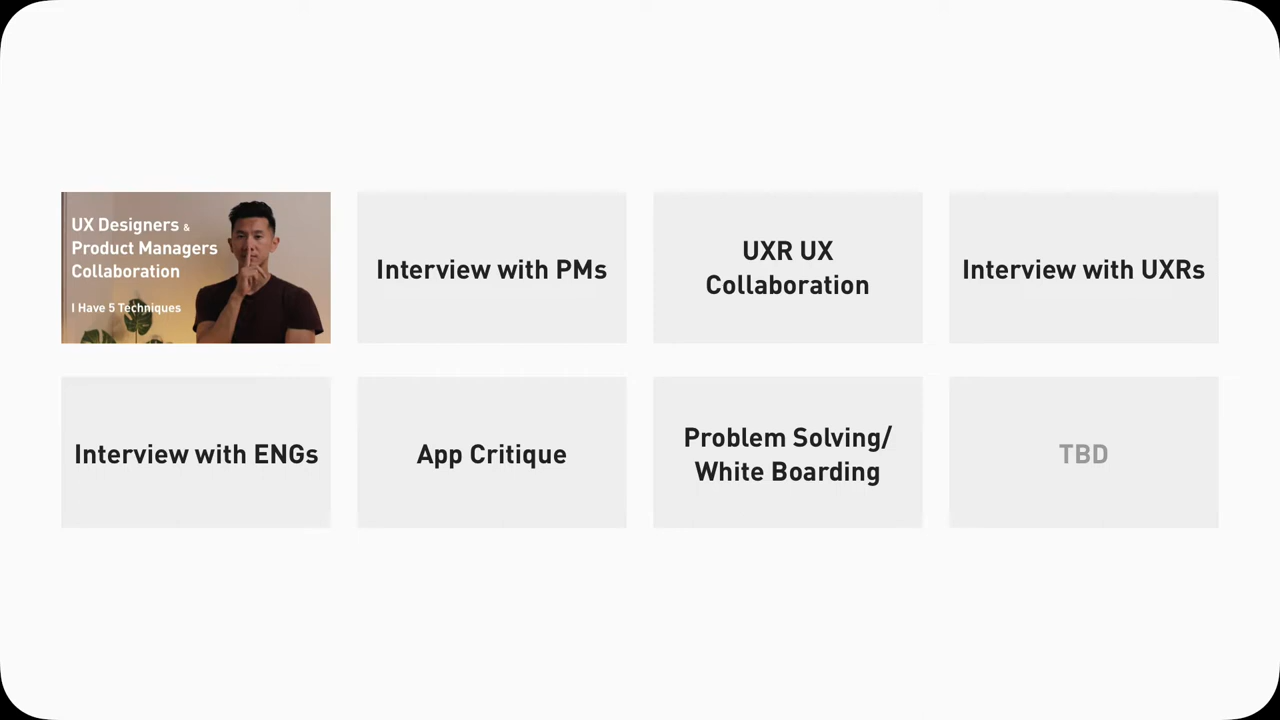 UX Designers &
Product Managers
Collaboration
I Have 5 Techniques
Interview with PMs
UXR UX
Collaboration
Interview with UXRs
Interview with ENGs
App Critique
Problem Solving/
White Boarding
TBD